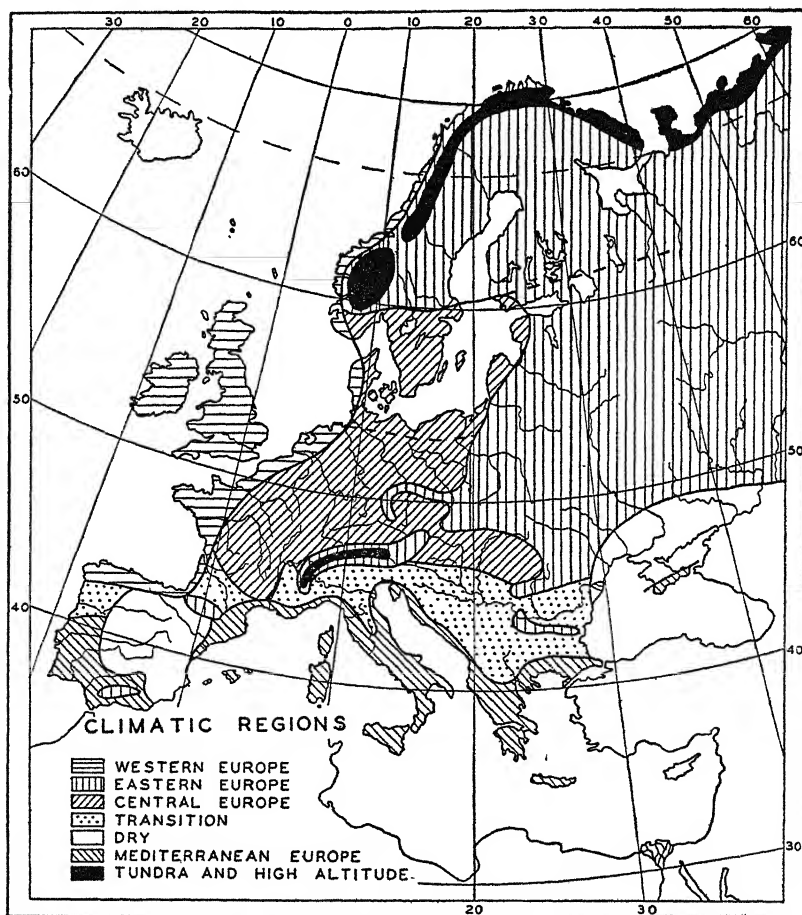 30 20 10 0 10 20 30 40 50 60
60
60
50
50
40
40
30
20 30
CLIMATIC REGIONS
WESTERN EUROPE
EASTERN EUROPE
CENTRAL EUROPE
TRANSITION
DRY
MEDITERRANEAN EUROPE
TUNDRA AND HIGH ALTITUDE